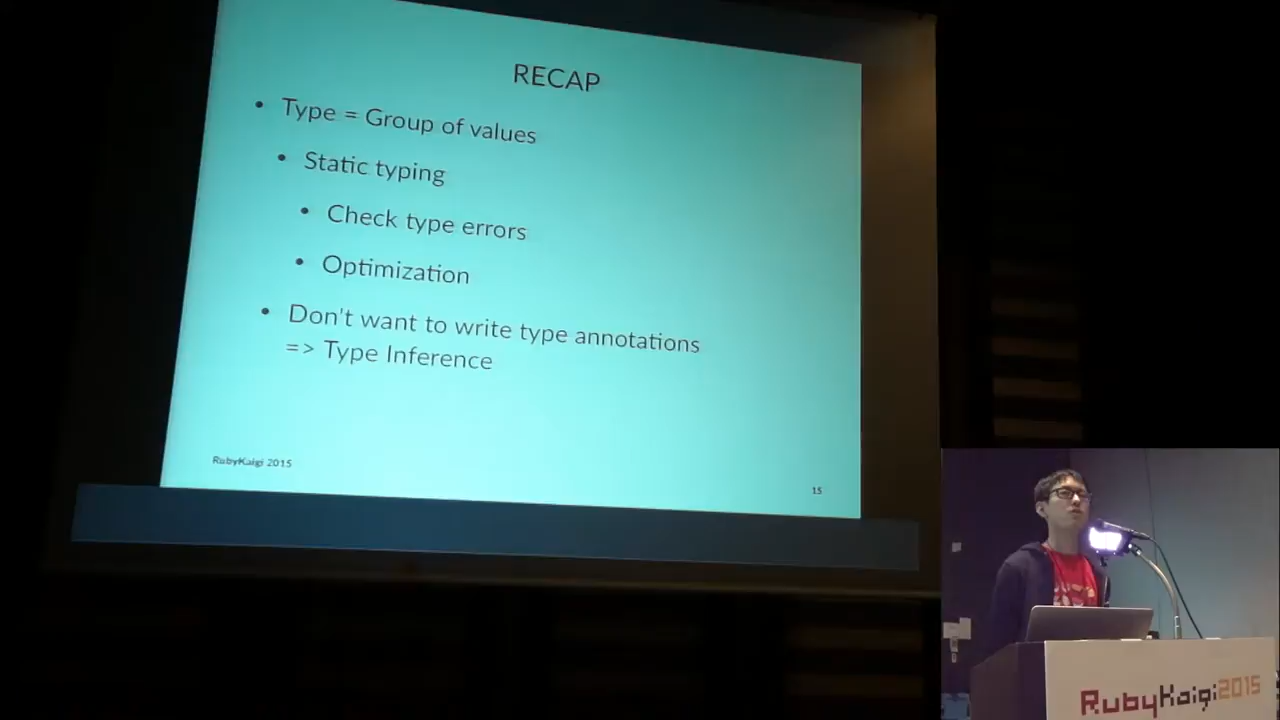 RECAP
• Type = Group of values
• Static typing
• Check type errors
• Optimization
• Don't want to write type annotations
=> Type Inference
RubyKaigi 2015
15
RubyKaigi2015